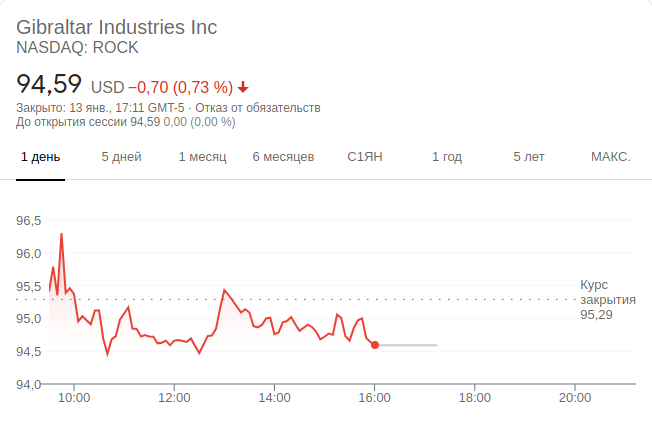 Gibraltar Industries Inc
NASDAQ: ROCK
94,59 USD −0,70 (0,73 %)
Закрыто: 13 янв., 17:11 GMT-5 · Отказ от обязательств
До открытия сессии 94,59 0,00 (0,00 %)
1 день 5 дней 1 месяц 6 месяцев С1ЯН 1 год 5 лет МАКС.
96,5
96,0
95,5
95,0
94,5
94,0
Курс
закрытия
95,29
10:00 12:00 14:00 16:00 18:00 20:00